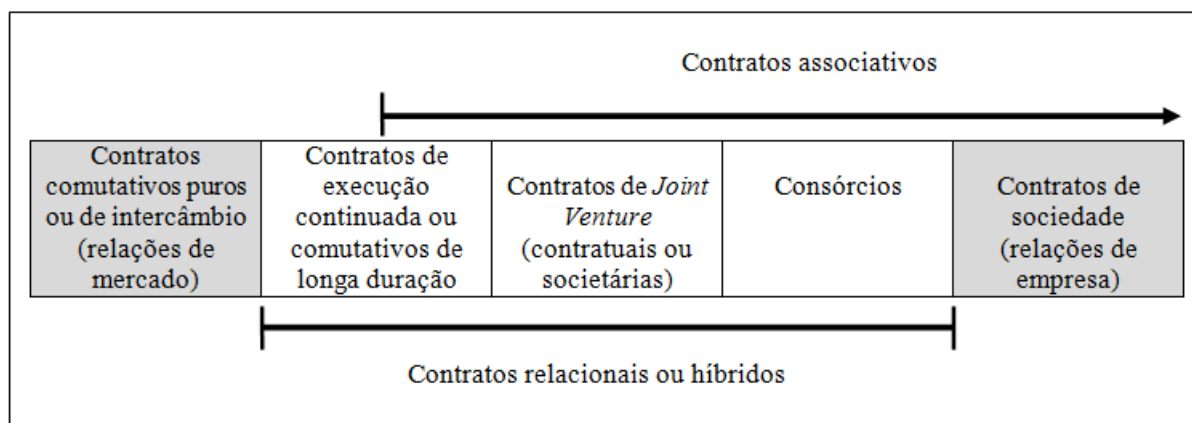 Contratos associativos
Contratos
comutativos puros
ou de intercâmbio
(relações de
mercado)
Contratos de
execução
continuada ou
comutativos de
longa duração
Contratos de Joint
Venture
(contratuais ou
societárias)
Consórcios
Contratos de
sociedade
(relações de
empresa)
Contratos relacionais ou híbridos